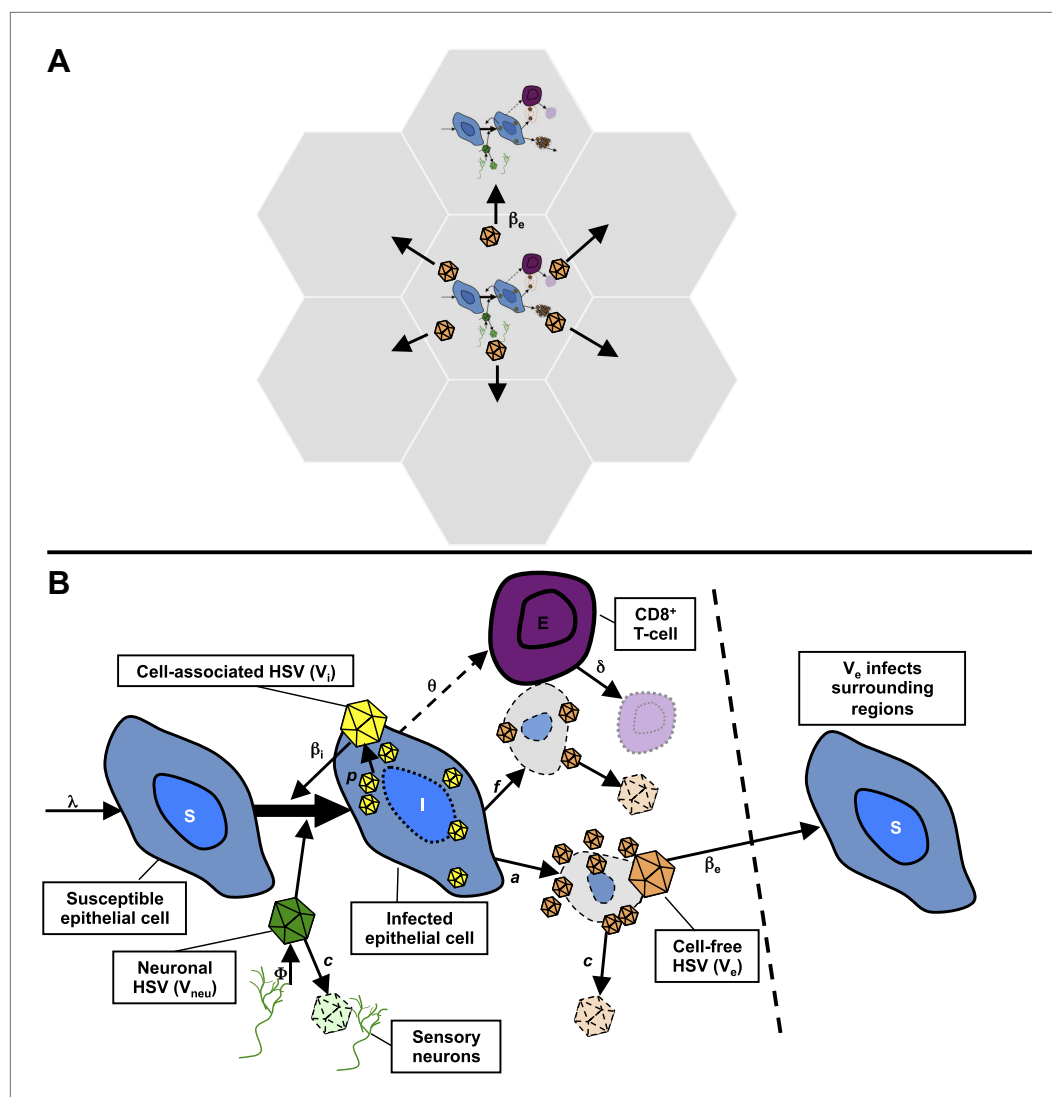 A
βe
B
E
CD8+
T-cell
Cell-associated HSV (Vi)
θ
δ
Ve infects
surrounding
regions
βi
p
f
λ
S
I
S
a
βe
Susceptible
epithelial cell
Infected
epithelial cell
Cell-free
HSV (Ve)
Neuronal
HSV (Vneu)
Φ
c
c
Sensory
neurons